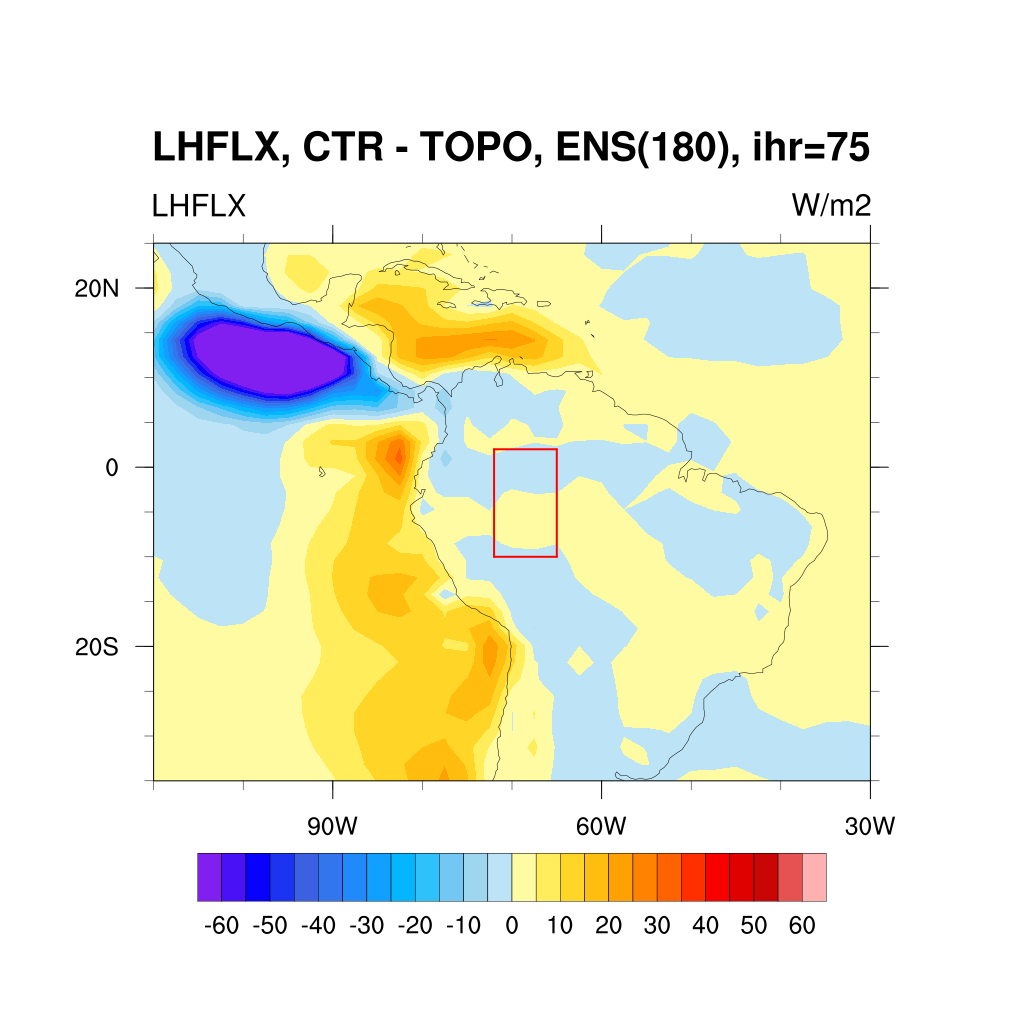 LHFLX, CTR - TOPO, ENS(180), ihr=75
LHFLX W/m2
20N
0
20S
90W 60W 30W
-60 -50 -40 -30 -20 -10 0 10 20 30 40 50 60